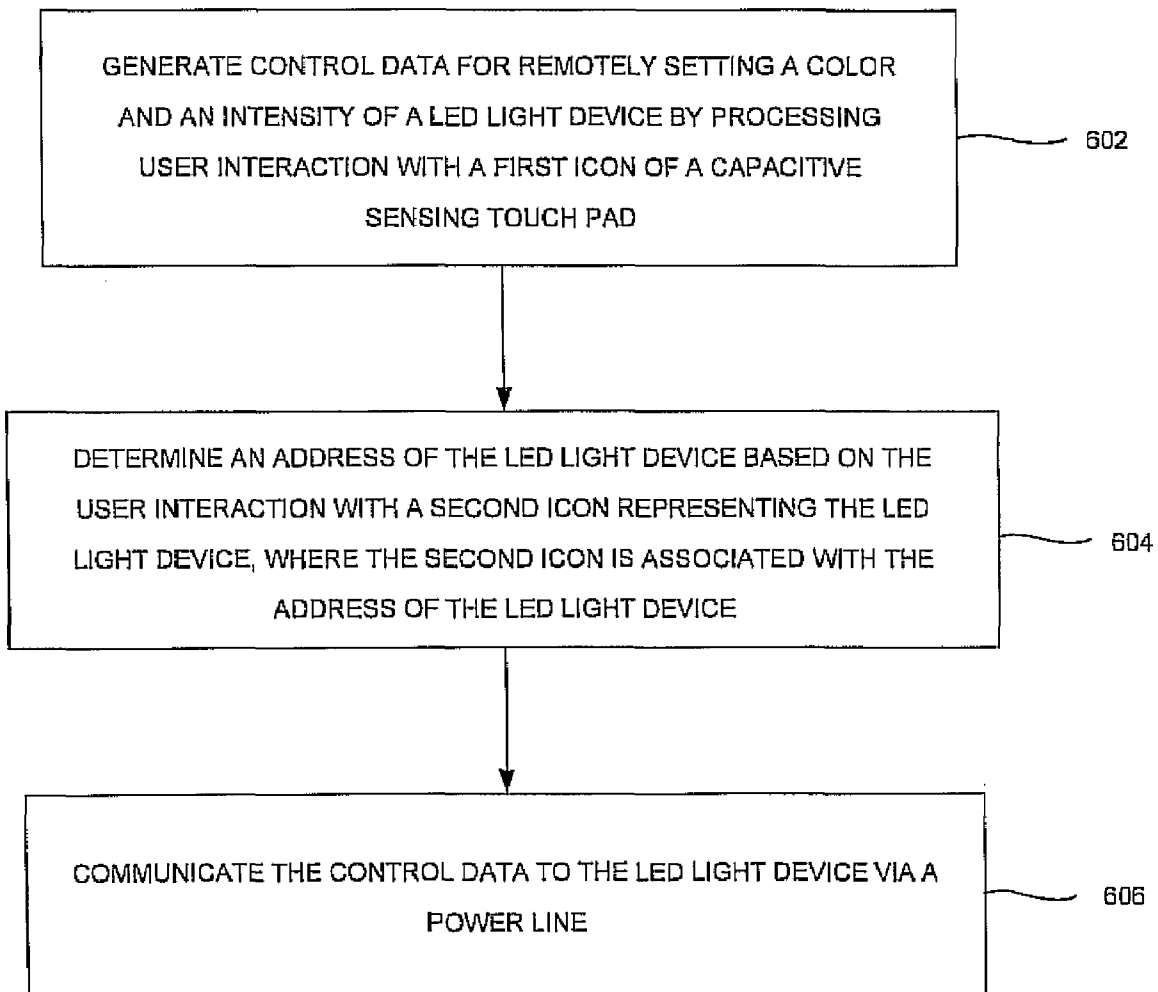 GENERATE CONTROL DATA FOR REMOTELY SETTING A COLOR
AND AN INTENSITY OF A LED LIGHT DEVICE BY PROCESSING
USER INTERACTION WITH A FIRST ICON OF A CAPACITIVE
SENSING TOUCH PAD
602
DETERMINE AN ADDRESS OF THE LED LIGHT DEVICE BASED ON THE
USER INTERACTION WITH A SECOND ICON REPRESENTING THE LED
LIGHT DEVICE, WHERE THE SECOND ICON IS ASSOCIATED WITH THE
ADDRESS OF THE LED LIGHT DEVICE
604
COMMUNICATE THE CONTROL DATA TO THE LED LIGHT DEVICE VIA A
POWER LINE
606